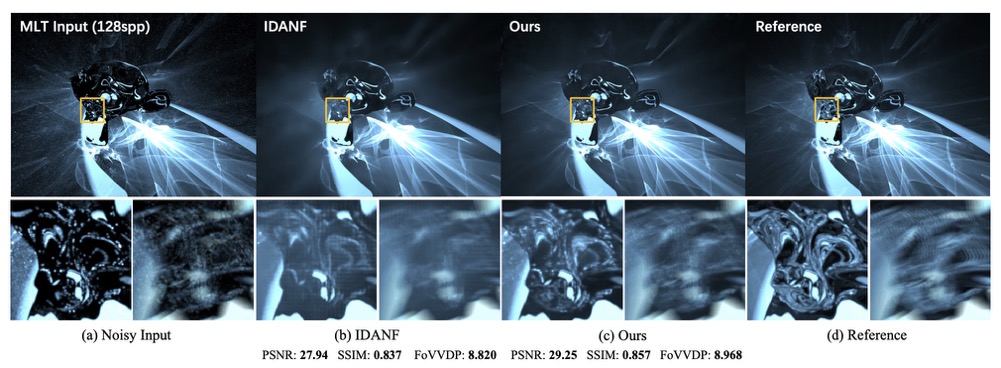 MLT Input (128spp)
IDANF
Ours
Reference
(a) Noisy Input
(b) IDANF
(c) Ours
(d) Reference
PSNR: 27.94 SSIM: 0.837 FoVVDP: 8.820
PSNR: 29.25 SSIM: 0.857 FoVVDP: 8.968